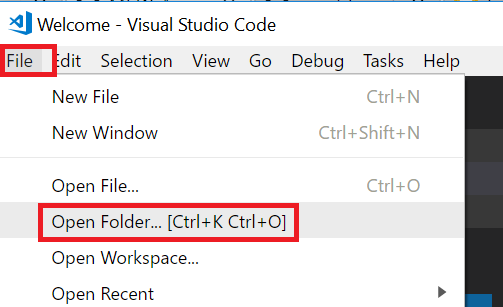 Welcome - Visual Studio Code
File Edit Selection View Go Debug Tasks Help
New File Ctrl+N
New Window Ctrl+Shift+N
Open File... Ctrl+O
Open Folder... [Ctrl+K Ctrl+O]
Open Workspace...
Open Recent